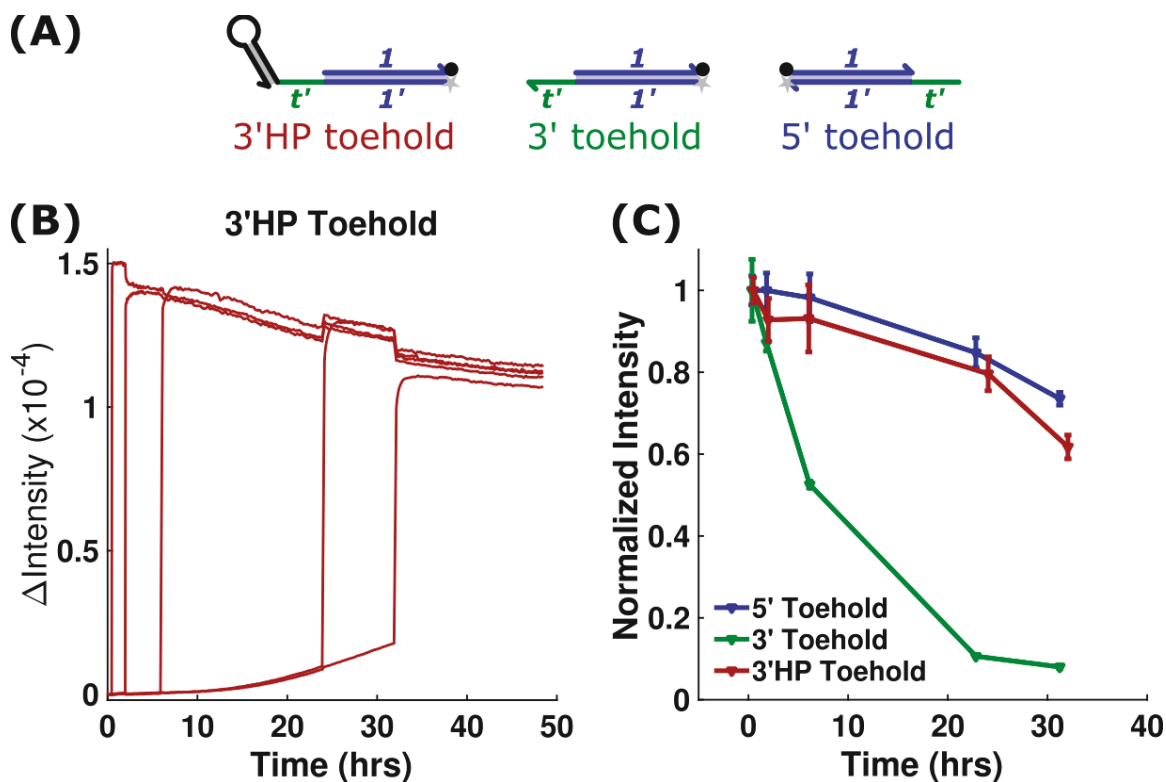 (A)
1 1 1
t' 1' t' 1' 1' t'
3'HP toehold 3' toehold 5' toehold
(B) 3'HP Toehold
ΔIntensity (x10⁻⁴)
1.5
1
0.5
0
0 10 20 30 40 50
Time (hrs)
(C)
Normalized Intensity
1
0.8
0.6
0.4
0.2
0
5' Toehold
3' Toehold
3'HP Toehold
0 10 20 30 40
Time (hrs)